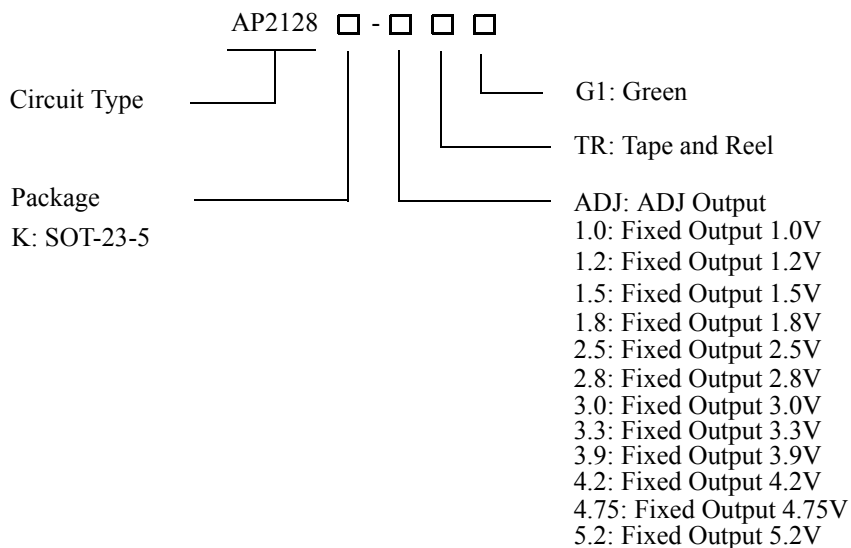 AP2128 □ - □ □ □
Circuit Type
G1: Green
TR: Tape and Reel
Package
K: SOT-23-5
ADJ: ADJ Output
1.0: Fixed Output 1.0V
1.2: Fixed Output 1.2V
1.5: Fixed Output 1.5V
1.8: Fixed Output 1.8V
2.5: Fixed Output 2.5V
2.8: Fixed Output 2.8V
3.0: Fixed Output 3.0V
3.3: Fixed Output 3.3V
3.9: Fixed Output 3.9V
4.2: Fixed Output 4.2V
4.75: Fixed Output 4.75V
5.2: Fixed Output 5.2V